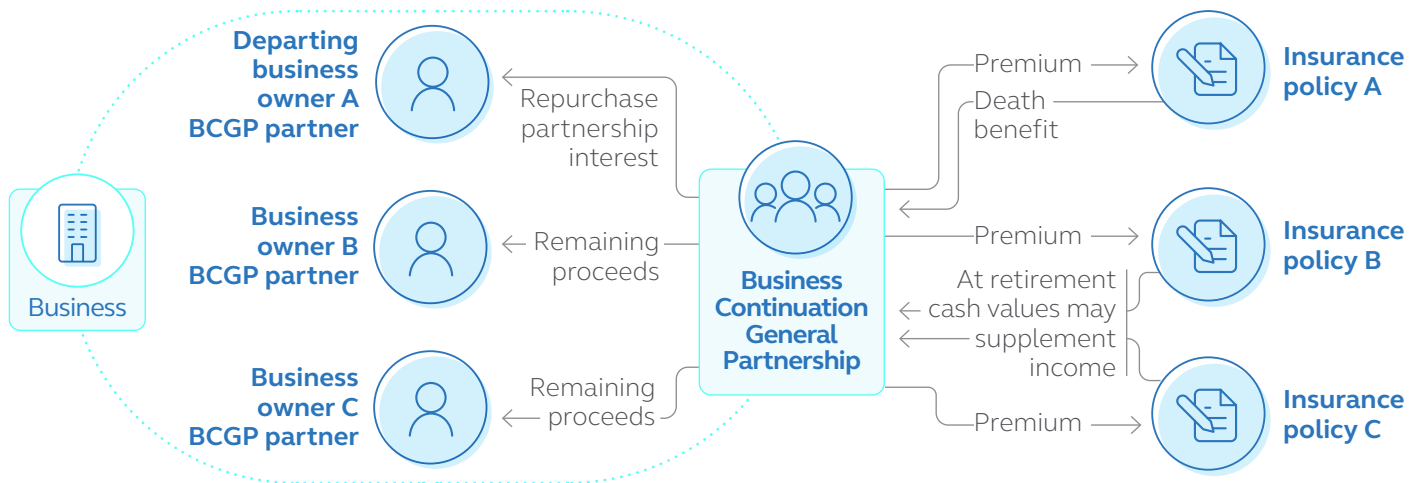 Business
Departing
business
owner A
BCGP partner
Business
owner B
BCGP partner
Business
owner C
BCGP partner
Repurchase
partnership
interest
Remaining
proceeds
Remaining
proceeds
Business
Continuation
General
Partnership
Premium
Death
benefit
Premium
At retirement
cash values may
supplement
income
Premium
Insurance
policy A
Insurance
policy B
Insurance
policy C